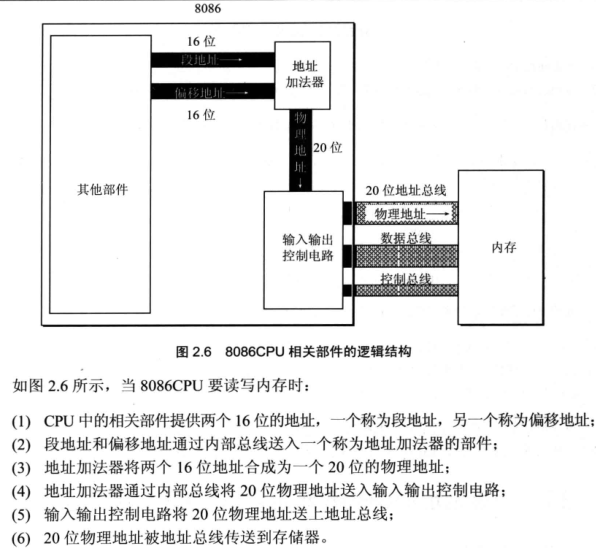 8086
16 位
段地址
偏移地址
16 位
地址
加法器
物理地址
20 位
其他部件
输入输出
控制电路
20 位地址总线
物理地址
数据总线
控制总线
内存
图 2.6 8086CPU 相关部件的逻辑结构
如图 2.6 所示，当 8086CPU 要读写内存时：
(1) CPU 中的相关部件提供两个 16 位的地址，一个称为段地址，另一个称为偏移地址；
(2) 段地址和偏移地址通过内部总线送入一个称为地址加法器的部件；
(3) 地址加法器将两个 16 位地址合成为一个 20 位的物理地址；
(4) 地址加法器通过内部总线将 20 位物理地址送入输入输出控制电路；
(5) 输入输出控制电路将 20 位物理地址送上地址总线；
(6) 20 位物理地址被地址总线传送到存储器。